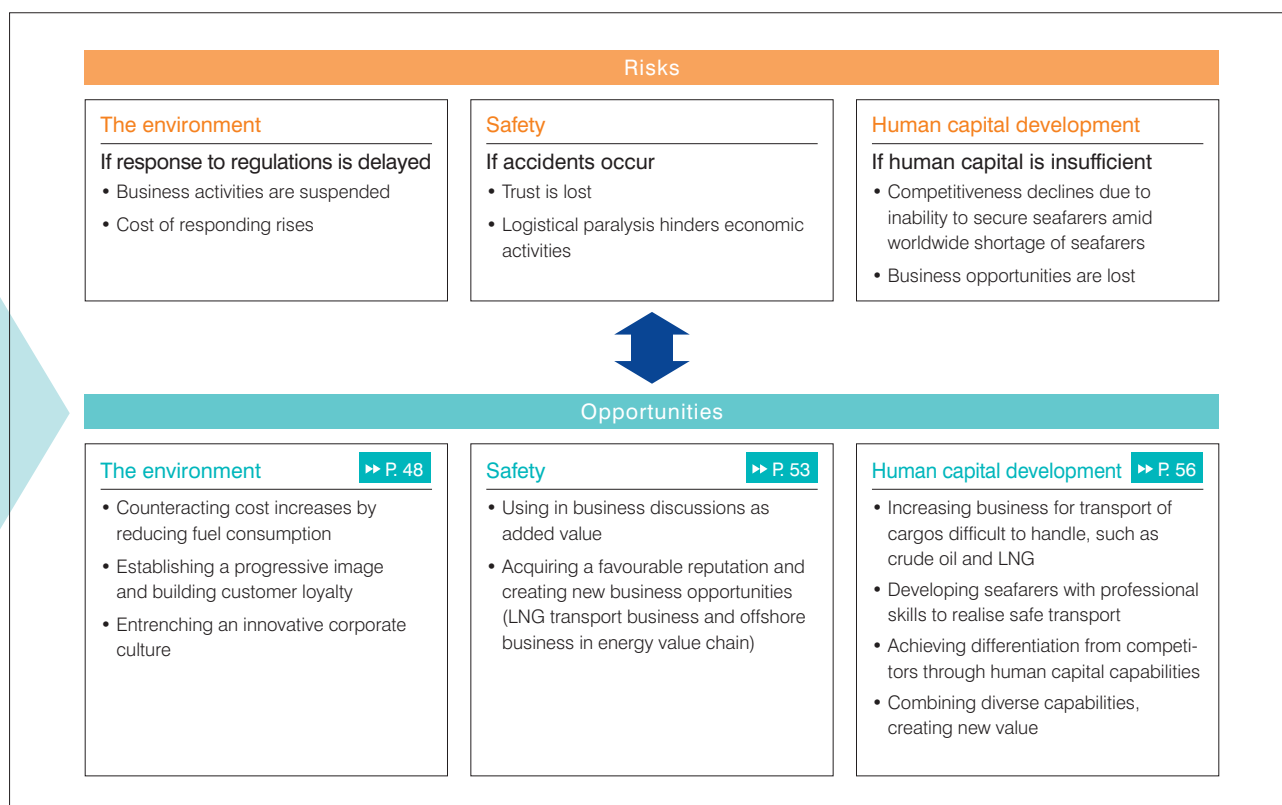 Risks
The environment
If response to regulations is delayed
• Business activities are suspended
• Cost of responding rises
Safety
If accidents occur
• Trust is lost
• Logistical paralysis hinders economic
activities
Human capital development
If human capital is insufficient
• Competitiveness declines due to
inability to secure seafarers amid
worldwide shortage of seafarers
• Business opportunities are lost
Opportunities
The environment P. 48
• Counteracting cost increases by
reducing fuel consumption
• Establishing a progressive image
and building customer loyalty
• Entrenching an innovative corporate
culture
Safety P. 53
• Using in business discussions as
added value
• Acquiring a favourable reputation and
creating new business opportunities
(LNG transport business and offshore
business in energy value chain)
Human capital development P. 56
• Increasing business for transport of
cargos difficult to handle, such as
crude oil and LNG
• Developing seafarers with professional
skills to realise safe transport
• Achieving differentiation from competi-
tors through human capital capabilities
• Combining diverse capabilities,
creating new value